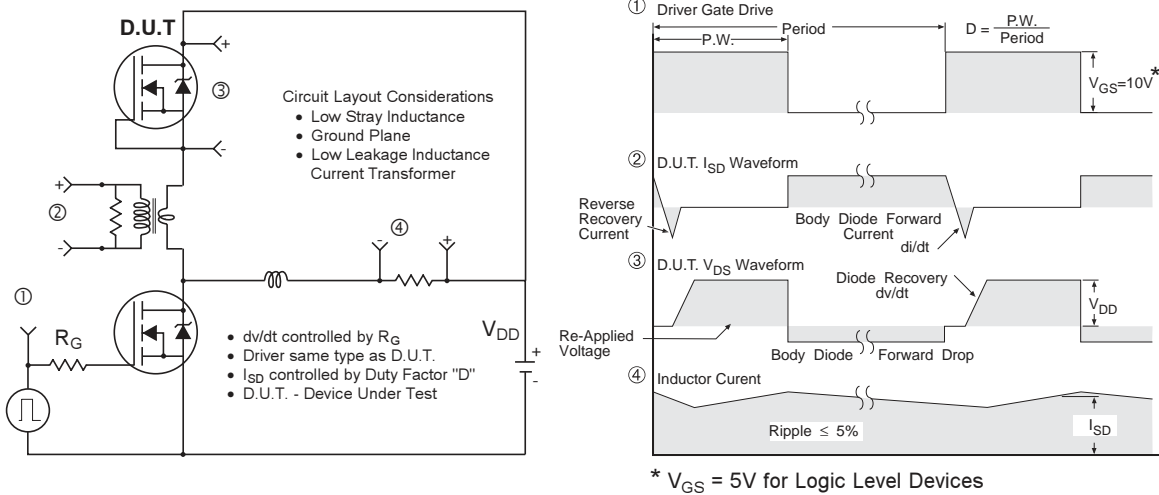 D.U.T
+
③
-
Circuit Layout Considerations
• Low Stray Inductance
• Ground Plane
• Low Leakage Inductance
Current Transformer
+
②
-
④
-
+
①
R_G
• dv/dt controlled by R_G
• Driver same type as D.U.T.
• I_SD controlled by Duty Factor "D"
• D.U.T. - Device Under Test
V_DD
+
-
① Driver Gate Drive
Period
P.W.
D = P.W.
Period
V_GS=10V *
② D.U.T. I_SD Waveform
Reverse
Recovery
Current
Body Diode Forward
Current
di/dt
③ D.U.T. V_DS Waveform
Diode Recovery
dv/dt
V_DD
Re-Applied
Voltage
Body Diode Forward Drop
④ Inductor Curent
Ripple ≤ 5%
I_SD
* V_GS = 5V for Logic Level Devices